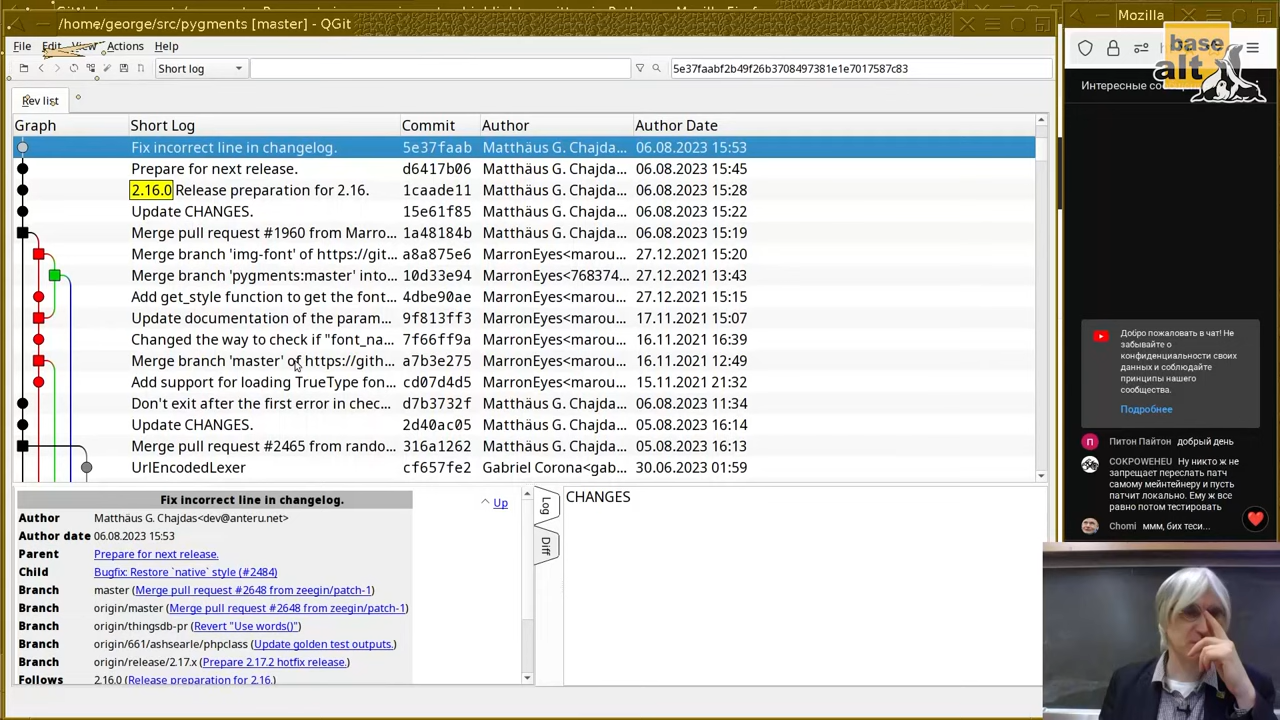 /home/george/src/pygments [master] - QGit
Mozilla
File Edit View Actions Help
Short log
5e37faabf2b49f26b3708497381e1e7017587c83
base
alt
Rev list
Интересные со
Graph Short Log Commit Author Author Date
Fix incorrect line in changelog. 5e37faab Matthäus G. Chajda... 06.08.2023 15:53
Prepare for next release. d6417b06 Matthäus G. Chajda... 06.08.2023 15:45
2.16.0 Release preparation for 2.16. 1caade11 Matthäus G. Chajda... 06.08.2023 15:28
Update CHANGES. 15e61f85 Matthäus G. Chajda... 06.08.2023 15:22
Merge pull request #1960 from Marro... 1a48184b Matthäus G. Chajda... 06.08.2023 15:19
Merge branch 'img-font' of https://git... a8a875e6 MarronEyes<marou... 27.12.2021 15:20
Merge branch 'pygments:master' into... 10d33e94 MarronEyes<768374... 27.12.2021 13:43
Add get_style function to get the font... 4dbe90ae MarronEyes<marou... 27.12.2021 15:15
Update documentation of the param... 9f813ff3 MarronEyes<marou... 17.11.2021 15:07
Changed the way to check if "font_na... 7f66ff9a MarronEyes<marou... 16.11.2021 16:39
Merge branch 'master' of https://gith... a7b3e275 MarronEyes<marou... 16.11.2021 12:49
Add support for loading TrueType fon... cd07d4d5 MarronEyes<marou... 15.11.2021 21:32
Don't exit after the first error in chec... d7b3732f Matthäus G. Chajda... 06.08.2023 11:34
Update CHANGES. 2d40ac05 Matthäus G. Chajda... 05.08.2023 16:14
Merge pull request #2465 from rando... 316a1262 Matthäus G. Chajda... 05.08.2023 16:13
UrlEncodedLexer cf657fe2 Gabriel Corona<gab... 30.06.2023 01:59
Fix incorrect line in changelog.
Up
Author Matthäus G. Chajdas<dev@anteru.net>
Author date 06.08.2023 15:53
Parent Prepare for next release.
Child Bugfix: Restore `native` style (#2484)
Branch master (Merge pull request #2648 from zeegin/patch-1)
Branch origin/master (Merge pull request #2648 from zeegin/patch-1)
Branch origin/thingsdb-pr (Revert "Use words()")
Branch origin/661/ashsearle/phpclass (Update golden test outputs.)
Branch origin/release/2.17.x (Prepare 2.17.2 hotfix release.)
Follows 2.16.0 (Release preparation for 2.16.)
Log
Diff
CHANGES
Добро пожаловать в чат! Не
забывайте о
конфиденциальности своих
данных и соблюдайте
принципы нашего
сообщества.
Подробнее
П Питон Пайтон добрый день
COKPOWEHEU Ну никто ж не
запрещает переслать патч
самому мейнтейнеру и пусть
патчит локально. Ему ж все
равно потом тестировать
Chomi ммм, бих теси...